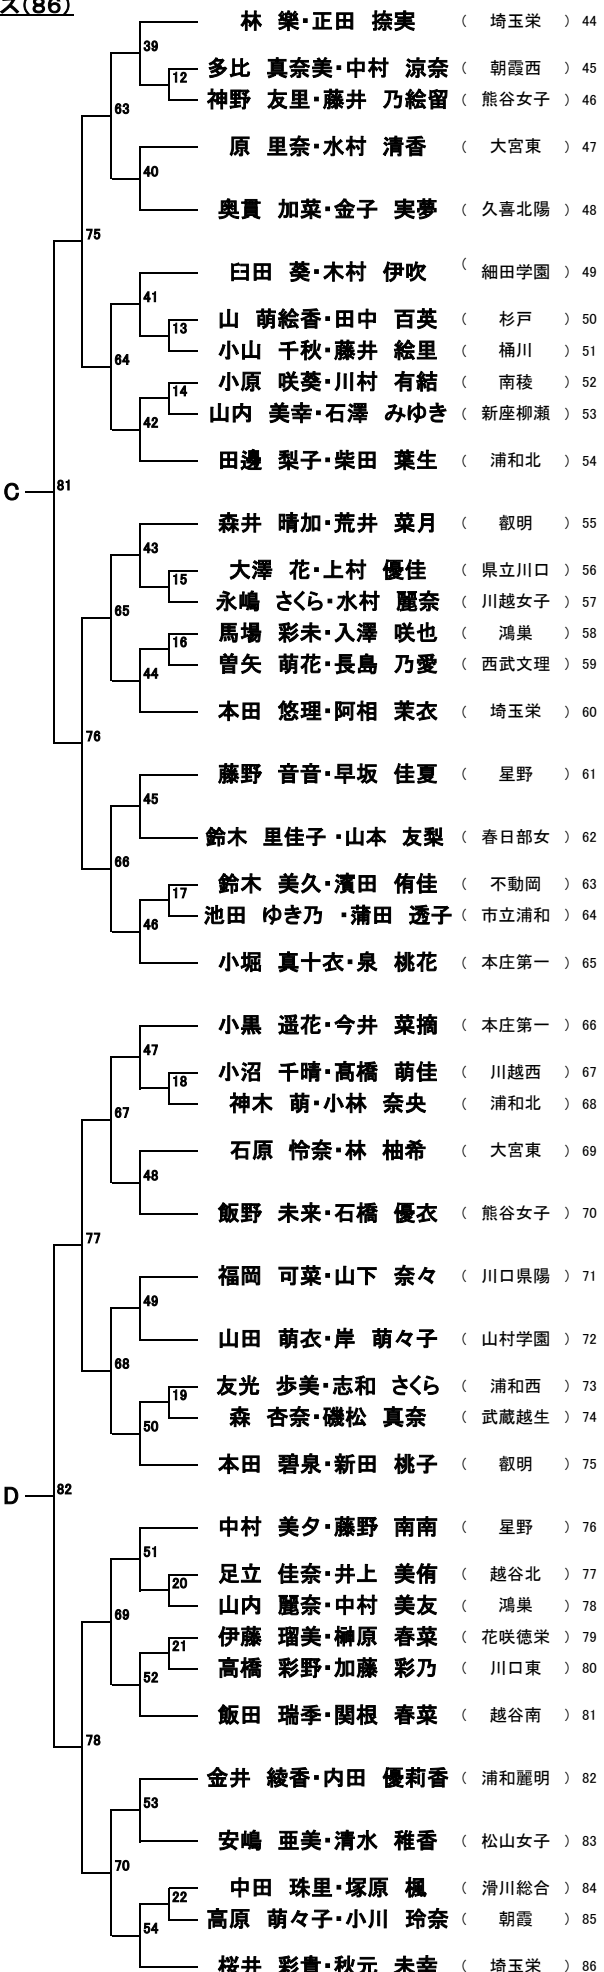 ス(86)
林 樂・正田 捺実 ( 埼玉栄 ) 44
39
多比 真奈美・中村 涼奈 ( 朝霞西 ) 45
12
神野 友里・藤井 乃絵留 ( 熊谷女子 ) 46
63
原 里奈・水村 清香 ( 大宮東 ) 47
40
奥貫 加菜・金子 実夢 ( 久喜北陽 ) 48
75
臼田 葵・木村 伊吹 ( 細田学園 ) 49
41
山 萌絵香・田中 百英 ( 杉戸 ) 50
13
小山 千秋・藤井 絵里 ( 桶川 ) 51
64
小原 咲葵・川村 有結 ( 南稜 ) 52
14
山内 美幸・石澤 みゆき ( 新座柳瀬 ) 53
42
田邊 梨子・柴田 葉生 ( 浦和北 ) 54
C 81
森井 晴加・荒井 菜月 ( 叡明 ) 55
43
大澤 花・上村 優佳 ( 県立川口 ) 56
15
永嶋 さくら・水村 麗奈 ( 川越女子 ) 57
65
馬場 彩未・入澤 咲也 ( 鴻巣 ) 58
16
曽矢 萌花・長島 乃愛 ( 西武文理 ) 59
44
本田 悠理・阿相 茉衣 ( 埼玉栄 ) 60
76
藤野 音音・早坂 佳夏 ( 星野 ) 61
45
鈴木 里佳子 ・山本 友梨 ( 春日部女 ) 62
66
鈴木 美久・濱田 侑佳 ( 不動岡 ) 63
17
池田 ゆき乃 ・蒲田 透子 ( 市立浦和 ) 64
46
小堀 真十衣・泉 桃花 ( 本庄第一 ) 65
小黒 遥花・今井 菜摘 ( 本庄第一 ) 66
47
小沼 千晴・高橋 萌佳 ( 川越西 ) 67
18
神木 萌・小林 奈央 ( 浦和北 ) 68
67
石原 怜奈・林 柚希 ( 大宮東 ) 69
48
飯野 未来・石橋 優衣 ( 熊谷女子 ) 70
77
福岡 可菜・山下 奈々 ( 川口県陽 ) 71
49
山田 萌衣・岸 萌々子 ( 山村学園 ) 72
68
友光 歩美・志和 さくら ( 浦和西 ) 73
19
森 杏奈・磯松 真奈 ( 武蔵越生 ) 74
50
本田 碧泉・新田 桃子 ( 叡明 ) 75
D 82
中村 美夕・藤野 南南 ( 星野 ) 76
51
足立 佳奈・井上 美侑 ( 越谷北 ) 77
20
山内 麗奈・中村 美友 ( 鴻巣 ) 78
69
伊藤 瑠美・榊原 春菜 ( 花咲徳栄 ) 79
21
高橋 彩野・加藤 彩乃 ( 川口東 ) 80
52
飯田 瑞季・関根 春菜 ( 越谷南 ) 81
78
金井 綾香・内田 優莉香 ( 浦和麗明 ) 82
53
安嶋 亜美・清水 稚香 ( 松山女子 ) 83
70
中田 珠里・塚原 楓 ( 滑川総合 ) 84
22
高原 萌々子・小川 玲奈 ( 朝霞 ) 85
54
桜井 彩貴・秋元 未幸 ( 埼玉栄 ) 86